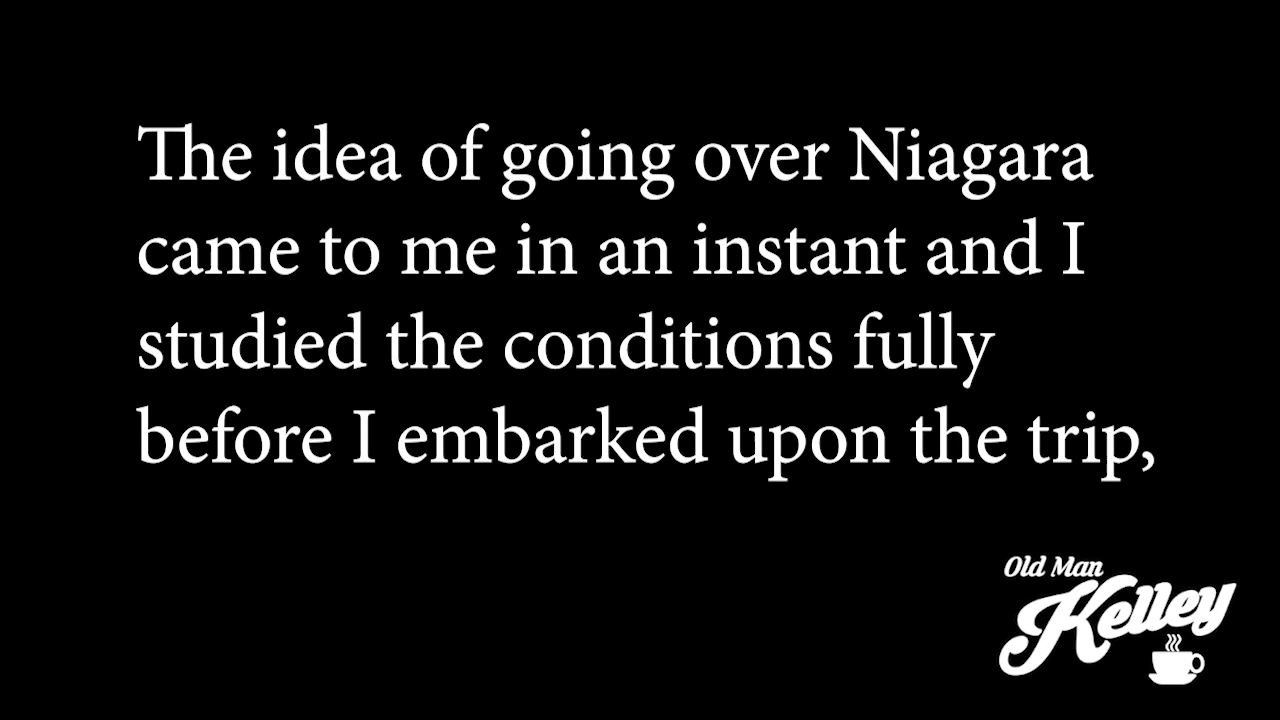 The idea of going over Niagara
came to me in an instant and I
studied the conditions fully
before I embarked upon the trip,
Old Man
Kelley